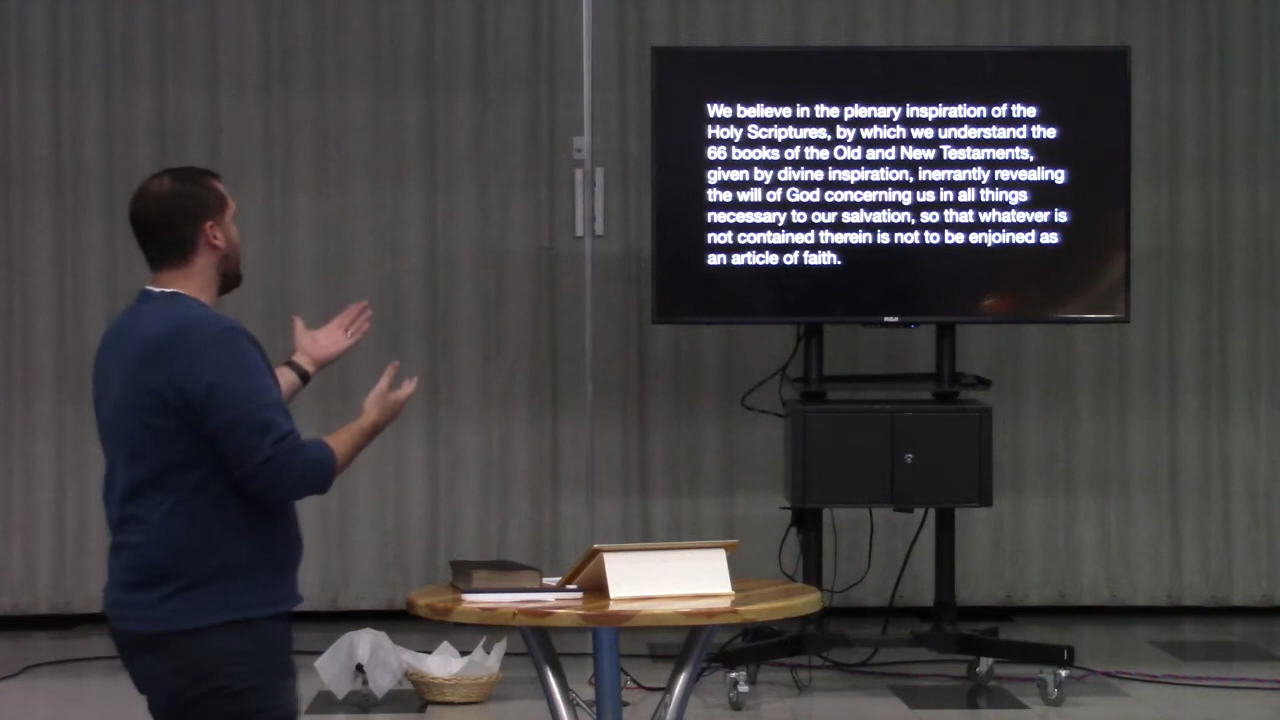 We believe in the plenary inspiration of the
Holy Scriptures, by which we understand the
66 books of the Old and New Testaments,
given by divine inspiration, inerrantly revealing
the will of God concerning us in all things
necessary to our salvation, so that whatever is
not contained therein is not to be enjoined as
an article of faith.
RCA